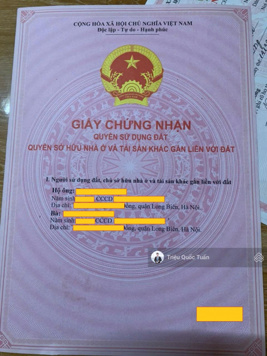 CỘNG HÒA XÃ HỘI CHỦ NGHĨA VIỆT NAM
Độc lập - Tự do - Hạnh phúc
GIẤY CHỨNG NHẬN
QUYỀN SỬ DỤNG ĐẤT
QUYỀN SỞ HỮU NHÀ Ở VÀ TÀI SẢN KHÁC GẮN LIỀN VỚI ĐẤT
I. Người sử dụng đất, chủ sở hữu nhà ở và tài sản khác gắn liền với đất
Hộ ông:
Năm sinh CCCD
Địa chỉ: quận Long Biên, Hà Nội.
Bà:
Năm sinh CCCD
Địa chỉ: quận Long Biên, Hà Nội.
Triệu Quốc Tuấn